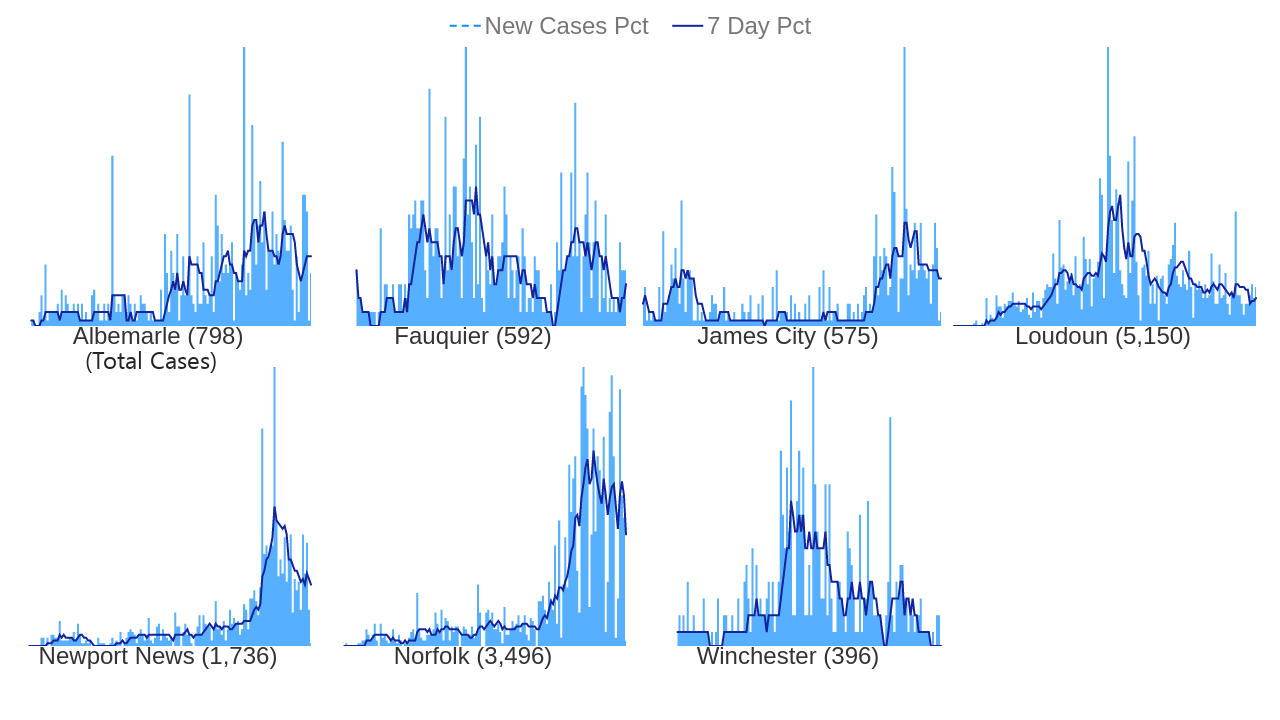 New Cases Pct 7 Day Pct
Albemarle (798) Fauquier (592) James City (575) Loudoun (5,150)
(Total Cases)
Newport News (1,736) Norfolk (3,496) Winchester (396)